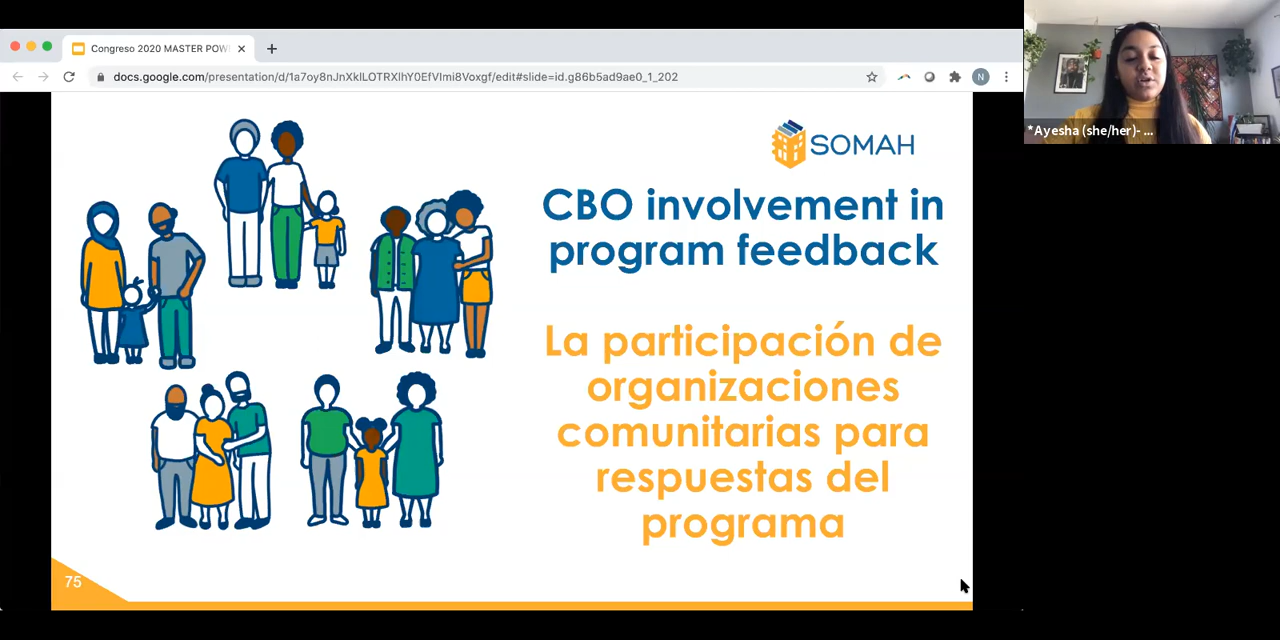 Congreso 2020 MASTER POW
docs.google.com/presentation/d/1a7oy8nJnXklLOTRXlhY0EfVlml8Voxgf/edit#slide=id.g86b5ad9ae0_1_202
N
*Ayesha (she/her)- ...
SOMAH
CBO involvement in
program feedback
La participación de
organizaciones
comunitarias para
respuestas del
programa
75